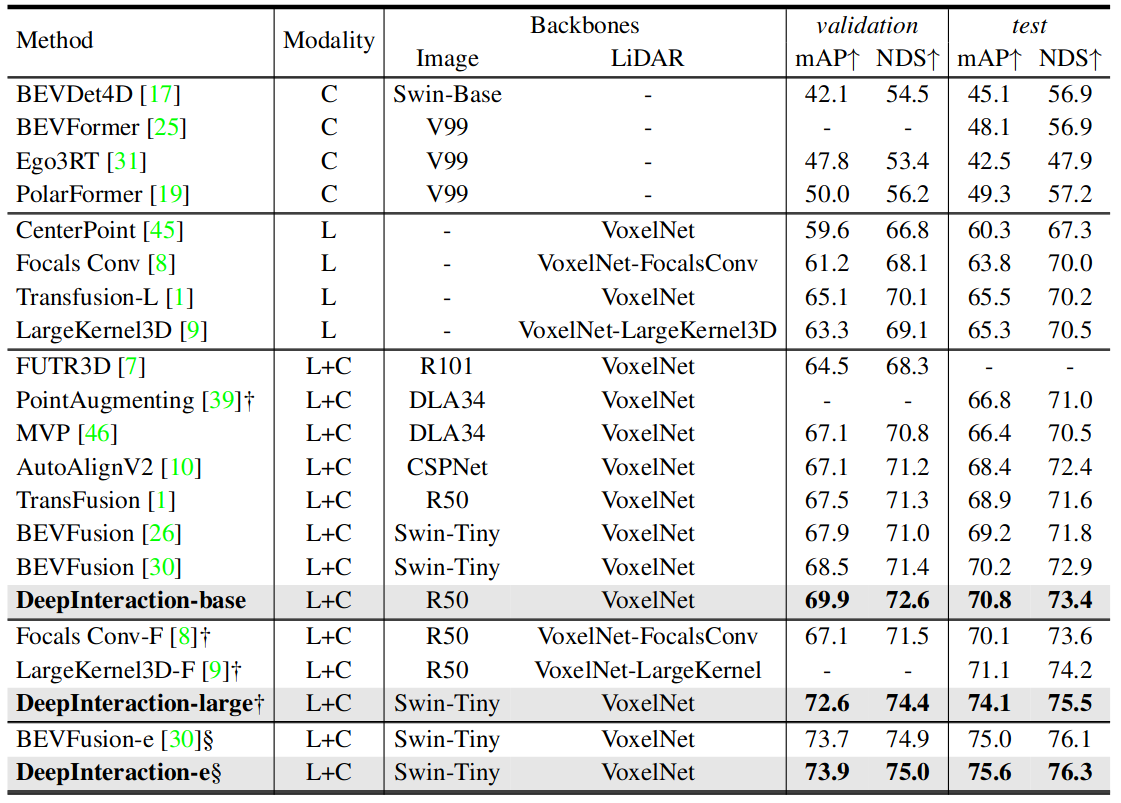 Method Modality Backbones validation test
Image LiDAR mAP↑ NDS↑ mAP↑ NDS↑
BEVDet4D [17] C Swin-Base - 42.1 54.5 45.1 56.9
BEVFormer [25] C V99 - - - 48.1 56.9
Ego3RT [31] C V99 - 47.8 53.4 42.5 47.9
PolarFormer [19] C V99 - 50.0 56.2 49.3 57.2
CenterPoint [45] L - VoxelNet 59.6 66.8 60.3 67.3
Focals Conv [8] L - VoxelNet-FocalsConv 61.2 68.1 63.8 70.0
Transfusion-L [1] L - VoxelNet 65.1 70.1 65.5 70.2
LargeKernel3D [9] L - VoxelNet-LargeKernel3D 63.3 69.1 65.3 70.5
FUTR3D [7] L+C R101 VoxelNet 64.5 68.3 - -
PointAugmenting [39]† L+C DLA34 VoxelNet - - 66.8 71.0
MVP [46] L+C DLA34 VoxelNet 67.1 70.8 66.4 70.5
AutoAlignV2 [10] L+C CSPNet VoxelNet 67.1 71.2 68.4 72.4
TransFusion [1] L+C R50 VoxelNet 67.5 71.3 68.9 71.6
BEVFusion [26] L+C Swin-Tiny VoxelNet 67.9 71.0 69.2 71.8
BEVFusion [30] L+C Swin-Tiny VoxelNet 68.5 71.4 70.2 72.9
DeepInteraction-base L+C R50 VoxelNet 69.9 72.6 70.8 73.4
Focals Conv-F [8]† L+C R50 VoxelNet-FocalsConv 67.1 71.5 70.1 73.6
LargeKernel3D-F [9]† L+C R50 VoxelNet-LargeKernel - - 71.1 74.2
DeepInteraction-large† L+C Swin-Tiny VoxelNet 72.6 74.4 74.1 75.5
BEVFusion-e [30]§ L+C Swin-Tiny VoxelNet 73.7 74.9 75.0 76.1
DeepInteraction-e§ L+C Swin-Tiny VoxelNet 73.9 75.0 75.6 76.3